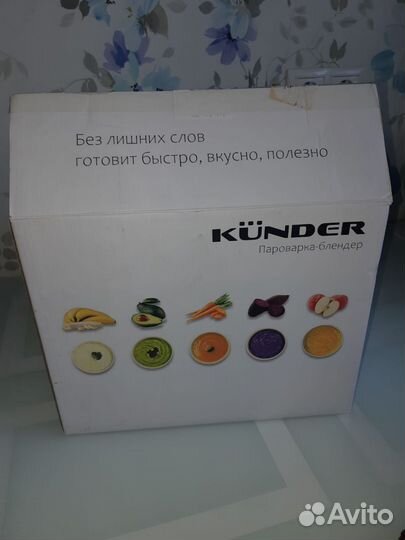 Без лишних слов
готовит быстро, вкусно, полезно
KÜNDER
Пароварка-блендер
Avito